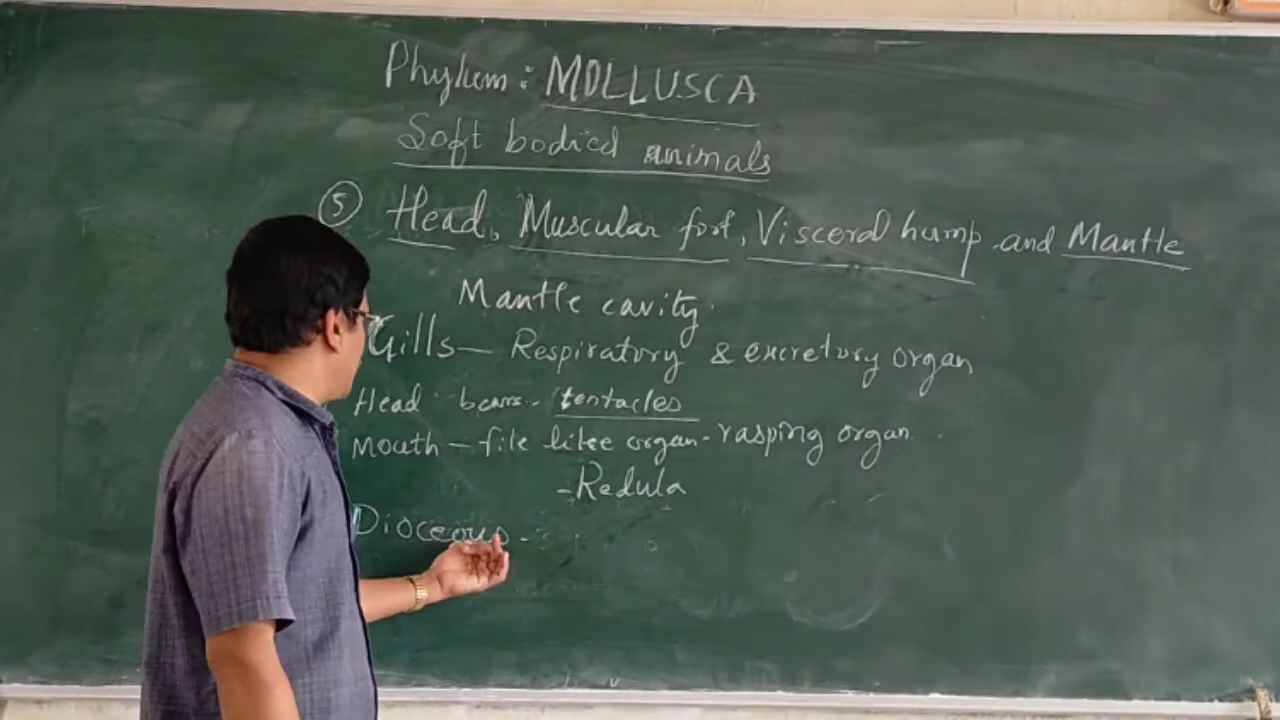 Phylum: MOLLUSCA
Soft bodied animals
⑤ Head, Muscular foot, Visceral hump and Mantle
Mantle cavity.
Gills — Respiratory & excretory organ
Head bears - tentacles
Mouth — file like organ - rasping organ
- Redula
Dioceous -